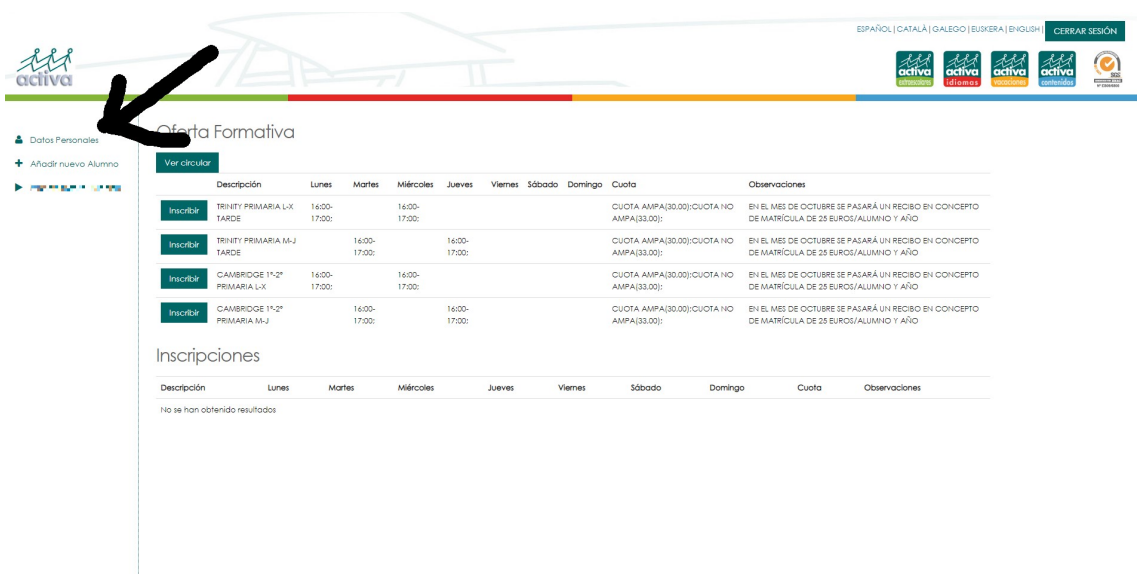 ESPAÑOL | CATALÀ | GALEGO | EUSKERA | ENGLISH | CERRAR SESIÓN
activa
activa extraescolares
activa idiomas
activa vacaciones
activa contenidos
SGS
Datos Personales
Añadir nuevo Alumno
Oferta Formativa
Ver circular
Descripción Lunes Martes Miércoles Jueves Viernes Sábado Domingo Cuota Observaciones
Inscribir TRINITY PRIMARIA L-X 16:00- 16:00- CUOTA AMPA(30,00);CUOTA NO EN EL MES DE OCTUBRE SE PASARÁ UN RECIBO EN CONCEPTO
TARDE 17:00; 17:00; AMPA(33,00); DE MATRÍCULA DE 25 EUROS/ALUMNO Y AÑO
Inscribir TRINITY PRIMARIA M-J 16:00- 16:00- CUOTA AMPA(30,00);CUOTA NO EN EL MES DE OCTUBRE SE PASARÁ UN RECIBO EN CONCEPTO
TARDE 17:00; 17:00; AMPA(33,00); DE MATRÍCULA DE 25 EUROS/ALUMNO Y AÑO
Inscribir CAMBRIDGE 1º-2º 16:00- 16:00- CUOTA AMPA(30,00);CUOTA NO EN EL MES DE OCTUBRE SE PASARÁ UN RECIBO EN CONCEPTO
PRIMARIA L-X 17:00; 17:00; AMPA(33,00); DE MATRÍCULA DE 25 EUROS/ALUMNO Y AÑO
Inscribir CAMBRIDGE 1º-2º 16:00- 16:00- CUOTA AMPA(30,00);CUOTA NO EN EL MES DE OCTUBRE SE PASARÁ UN RECIBO EN CONCEPTO
PRIMARIA M-J 17:00; 17:00; AMPA(33,00); DE MATRÍCULA DE 25 EUROS/ALUMNO Y AÑO
Inscripciones
Descripción Lunes Martes Miércoles Jueves Viernes Sábado Domingo Cuota Observaciones
No se han obtenido resultados